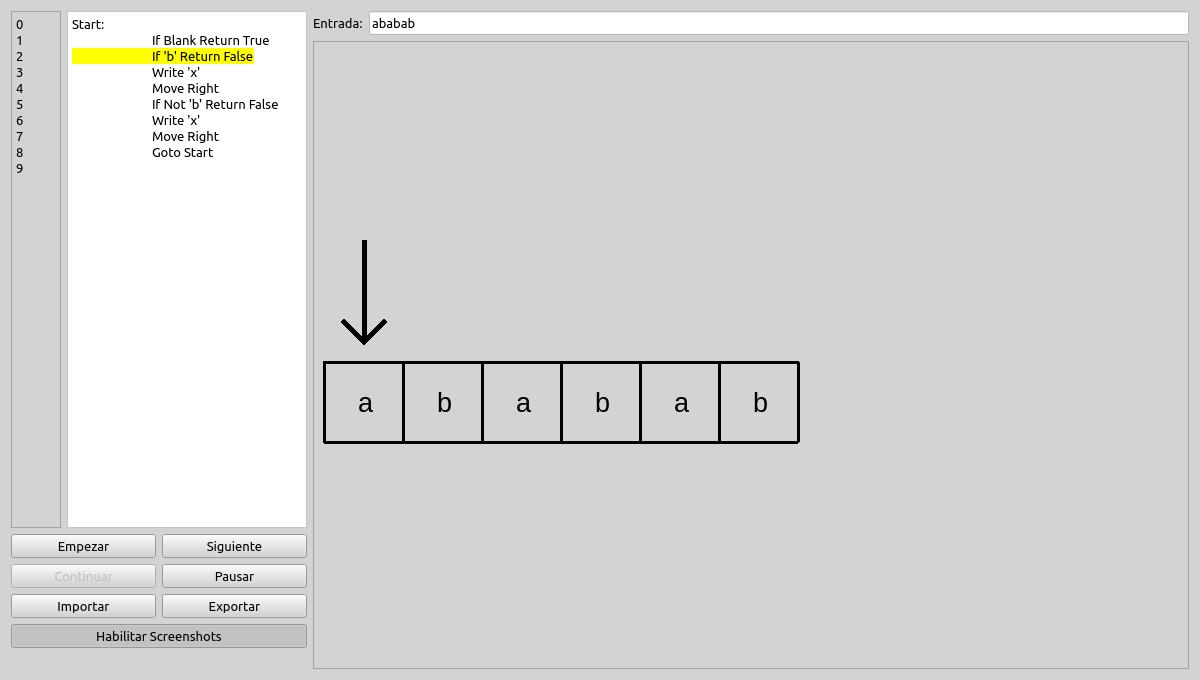 0
1
2
3
4
5
6
7
8
9
Start:
If Blank Return True
If 'b' Return False
Write 'x'
Move Right
If Not 'b' Return False
Write 'x'
Move Right
Goto Start
Entrada: ababab
a b a b a b
Empezar Siguiente
Continuar Pausar
Importar Exportar
Habilitar Screenshots